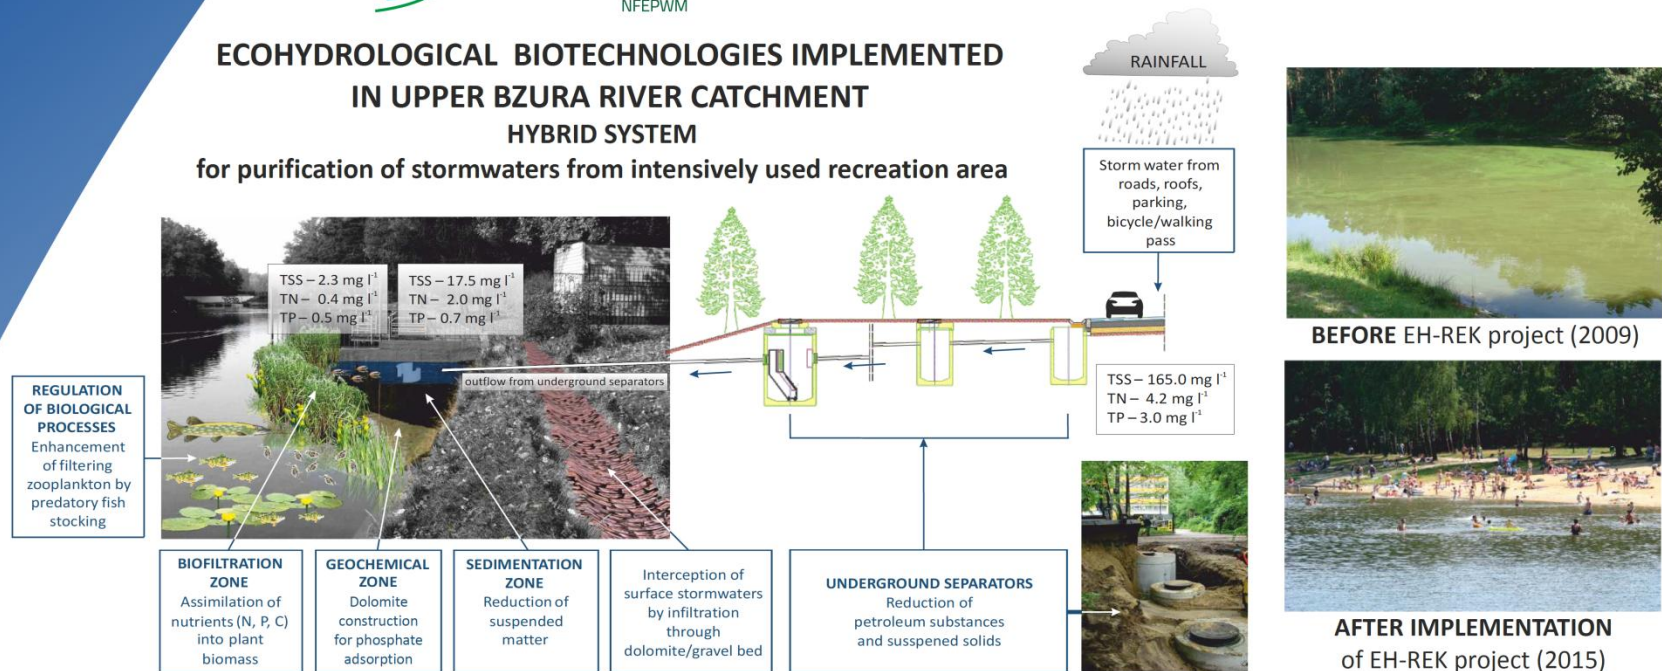 NFEPWM
ECOHYDROLOGICAL BIOTECHNOLOGIES IMPLEMENTED
IN UPPER BZURA RIVER CATCHMENT
HYBRID SYSTEM
for purification of stormwaters from intensively used recreation area
RAINFALL
Storm water from
roads, roofs,
parking,
bicycle/walking
pass
TSS – 2.3 mg l⁻¹
TN – 0.4 mg l⁻¹
TP – 0.5 mg l⁻¹
TSS – 17.5 mg l⁻¹
TN – 2.0 mg l⁻¹
TP – 0.7 mg l⁻¹
outflow from underground separators
TSS – 165.0 mg l⁻¹
TN – 4.2 mg l⁻¹
TP – 3.0 mg l⁻¹
BEFORE EH-REK project (2009)
REGULATION
OF BIOLOGICAL
PROCESSES
Enhancement
of filtering
zooplankton by
predatory fish
stocking
BIOFILTRATION
ZONE
Assimilation of
nutrients (N, P, C)
into plant
biomass
GEOCHEMICAL
ZONE
Dolomite
construction
for phosphate
adsorption
SEDIMENTATION
ZONE
Reduction of
suspended
matter
Interception of
surface stormwaters
by infiltration
through
dolomite/gravel bed
UNDERGROUND SEPARATORS
Reduction of
petroleum substances
and susspened solids
AFTER IMPLEMENTATION
of EH-REK project (2015)